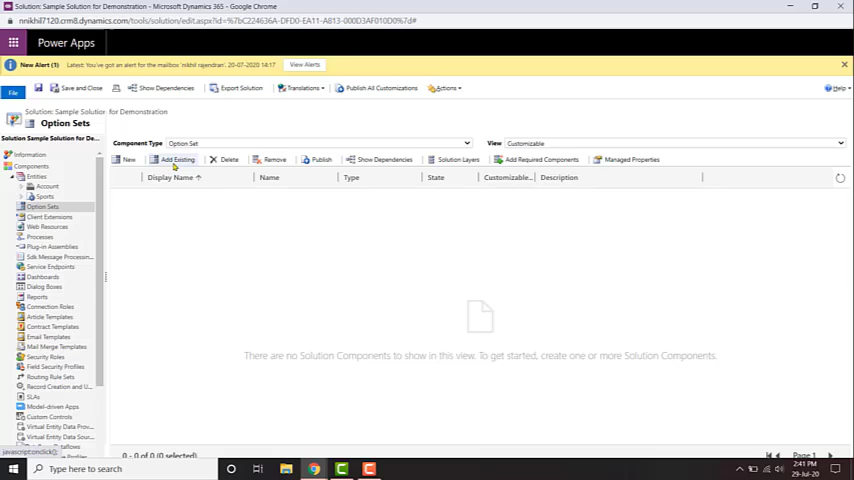 Solution: Sample Solution for Demonstration - Google Chrome
nnikhil7120.crm8.dynamics.com/tools/solution/edit.aspx?id=%7bC224636A-DFD0-EA11-A813-000D3AF0D0D0%7d#
Power Apps
New Alert (1) Latest: You've got an alert for the mailbox 'nikhil rajendran'. 20-07-2020 14:17 View Alerts
File Save and Close Show Dependencies Export Solution Translations Publish All Customizations Actions Help
Solution: Sample Solution for Demonstration
Option Sets
Solution Sample Solution for De...
Component Type Option Set View Customizable
New Add Existing Delete Remove Publish Show Dependencies Solution Layers Add Required Components Managed Properties
Display Name Name Type State Customizable... Description
Information
Components
Entities
Account
Sports
Option Sets
Client Extensions
Web Resources
Processes
Plug-in Assemblies
Sdk Message Processin...
Service Endpoints
Dashboards
Dialog Boxes
Reports
Connection Roles
Article Templates
Contract Templates
Email Templates
Mail Merge Templates
Security Roles
Field Security Profiles
Routing Rule Sets
Record Creation and U...
SLAs
Model-driven Apps
Custom Controls
Virtual Entity Data Prov...
Virtual Entity Data Sour...
There are no Solution Components to show in this view. To get started, create one or more Solution Components.
javascript:onclick();
0 - 0 of 0 (0 selected) Page 1
Type here to search
2:41 PM
29-Jul-20